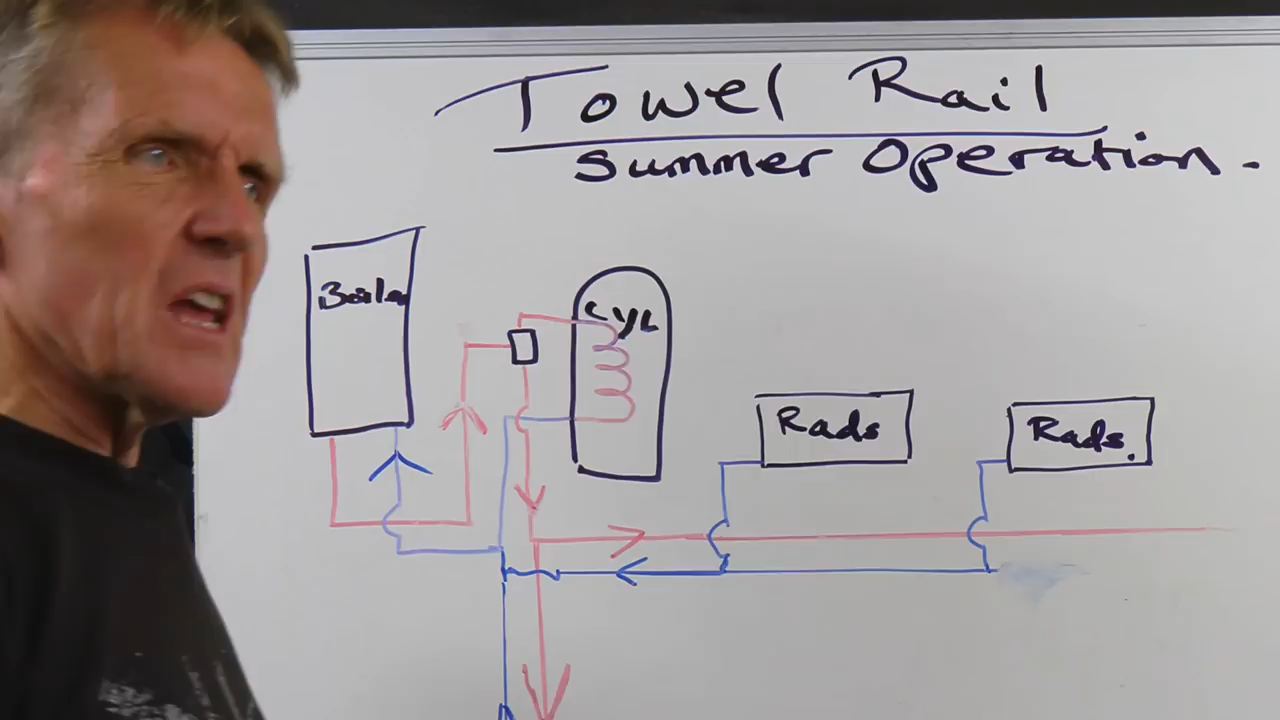 Towel Rail
Summer Operation.
Boiler
CYL
Rads
Rads.